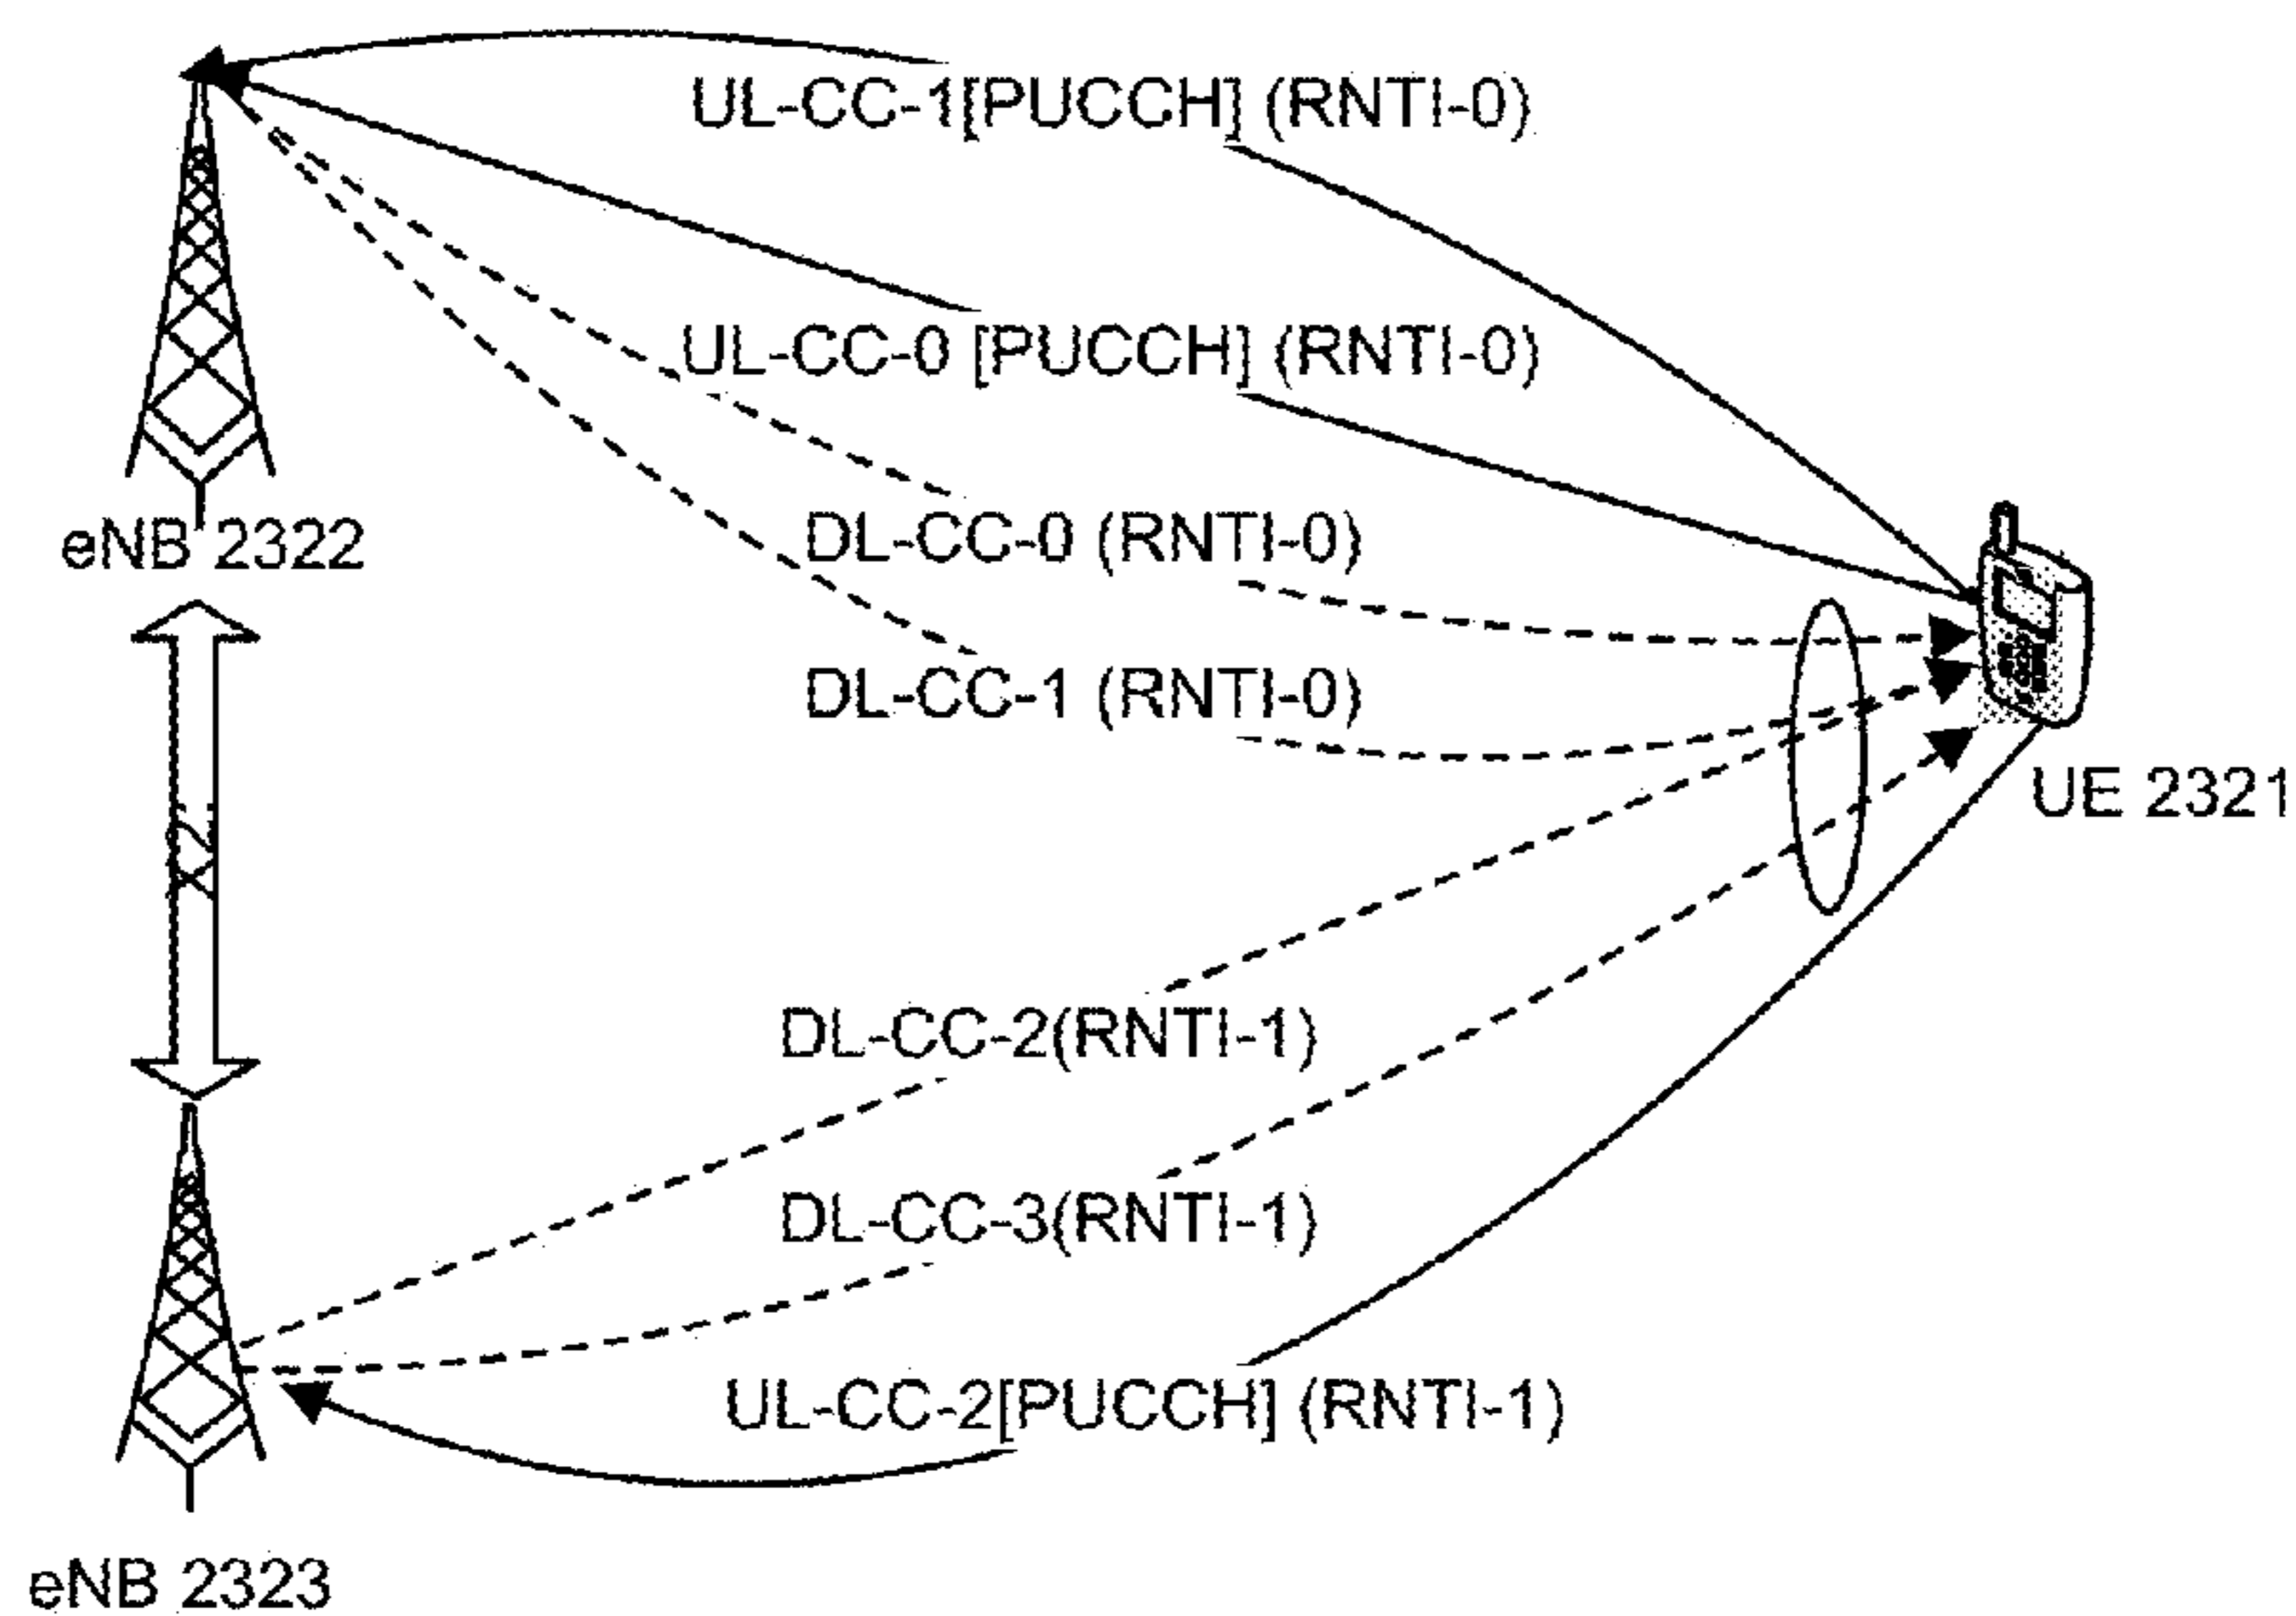 UL-CC-1[PUCCH] (RNTI-0)
UL-CC-0 [PUCCH] (RNTI-0)
eNB 2322
DL-CC-0 (RNTI-0)
DL-CC-1 (RNTI-0)
UE 2321
X2
DL-CC-2(RNTI-1)
DL-CC-3(RNTI-1)
UL-CC-2[PUCCH] (RNTI-1)
eNB 2323